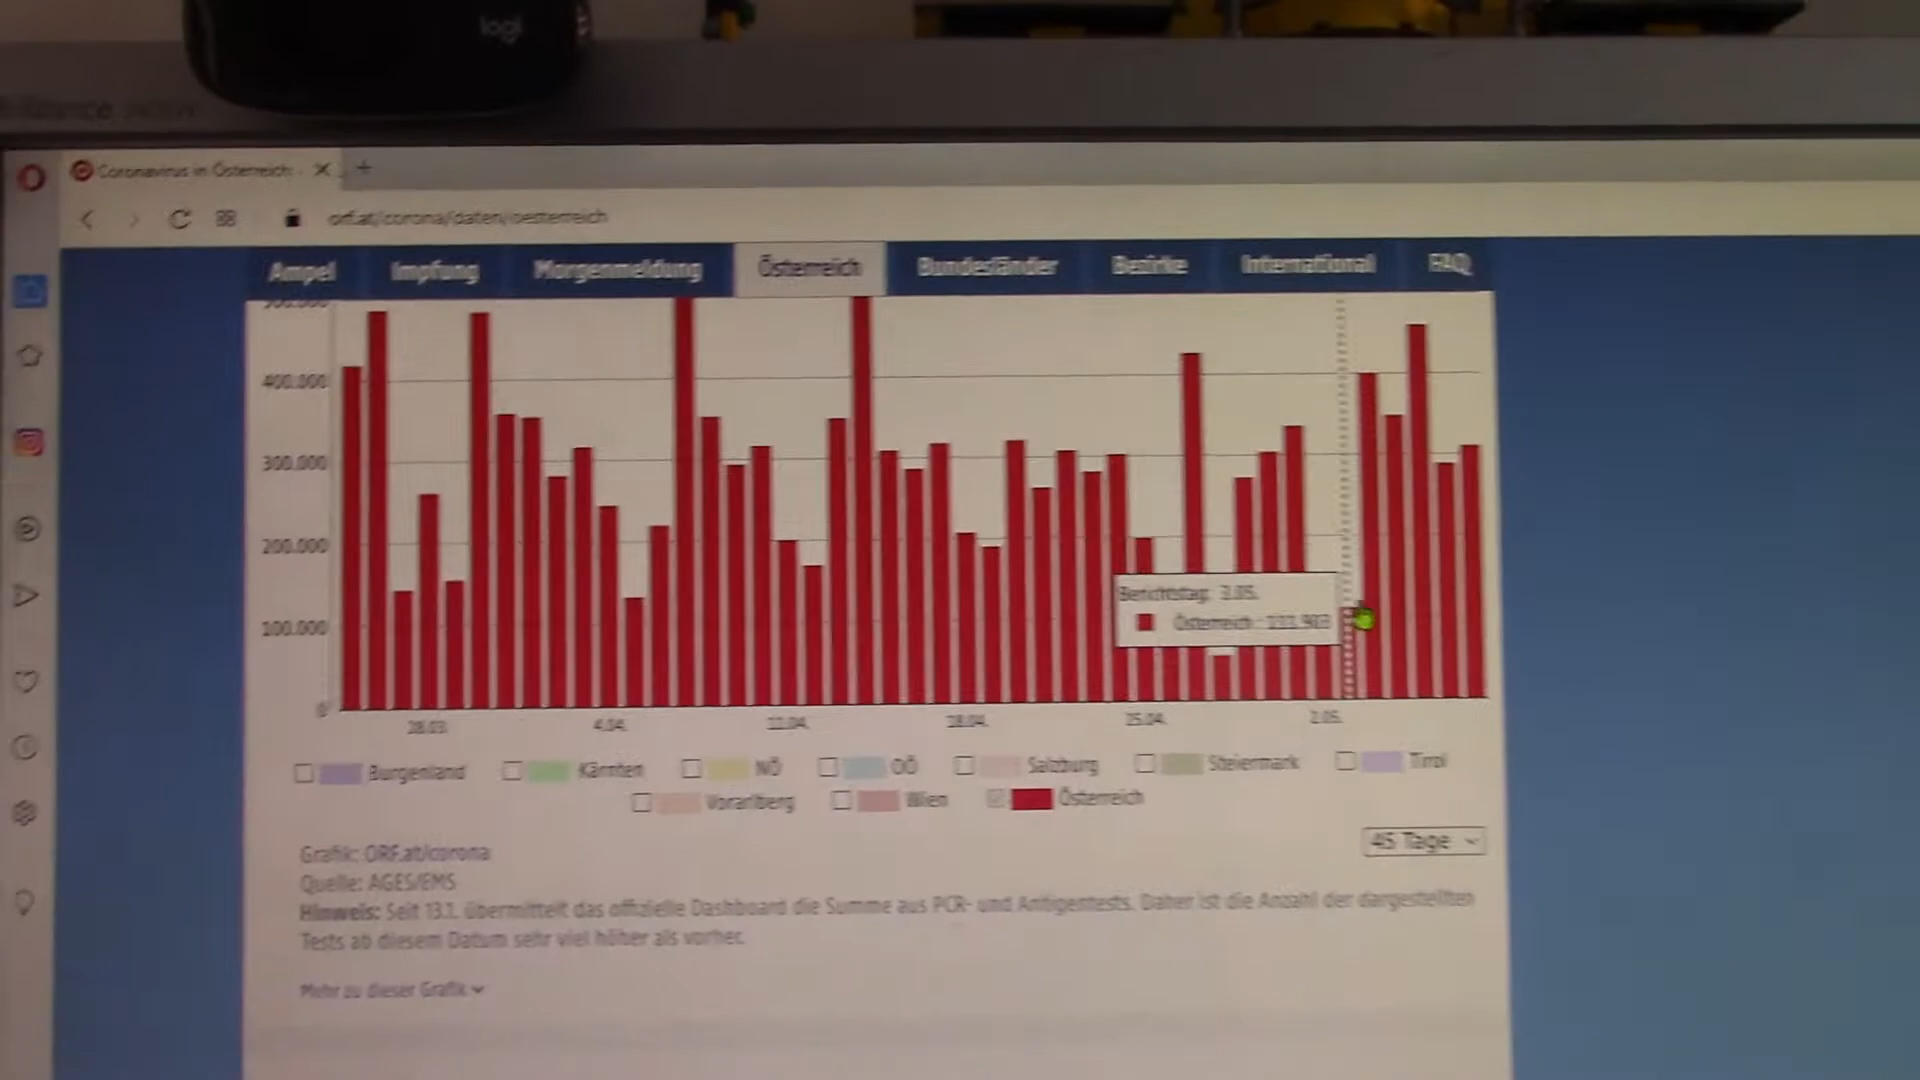 logi
Coronavirus in Österreich:
orf.at/corona/daten/oesterreich
Ampel Impfung Morgenmeldung Österreich Bundesländer Bezirke International FAQ
500.000
400.000
300.000
200.000
100.000
0
Berichtstag: 3.05.
Österreich :
28.03. 4.04. 11.04. 18.04. 25.04. 2.05.
Burgenland Kärnten NÖ OÖ Salzburg Steiermark Tirol
Vorarlberg Wien Österreich
45 Tage
Grafik: ORF.at/corona
Quelle: AGES/EMS
Hinweis: Seit 13.1. übermittelt das offizielle Dashboard die Summe aus PCR- und Antigentests. Daher ist die Anzahl der dargestellten
Tests ab diesem Datum sehr viel höher als vorher.
Mehr zu dieser Grafik